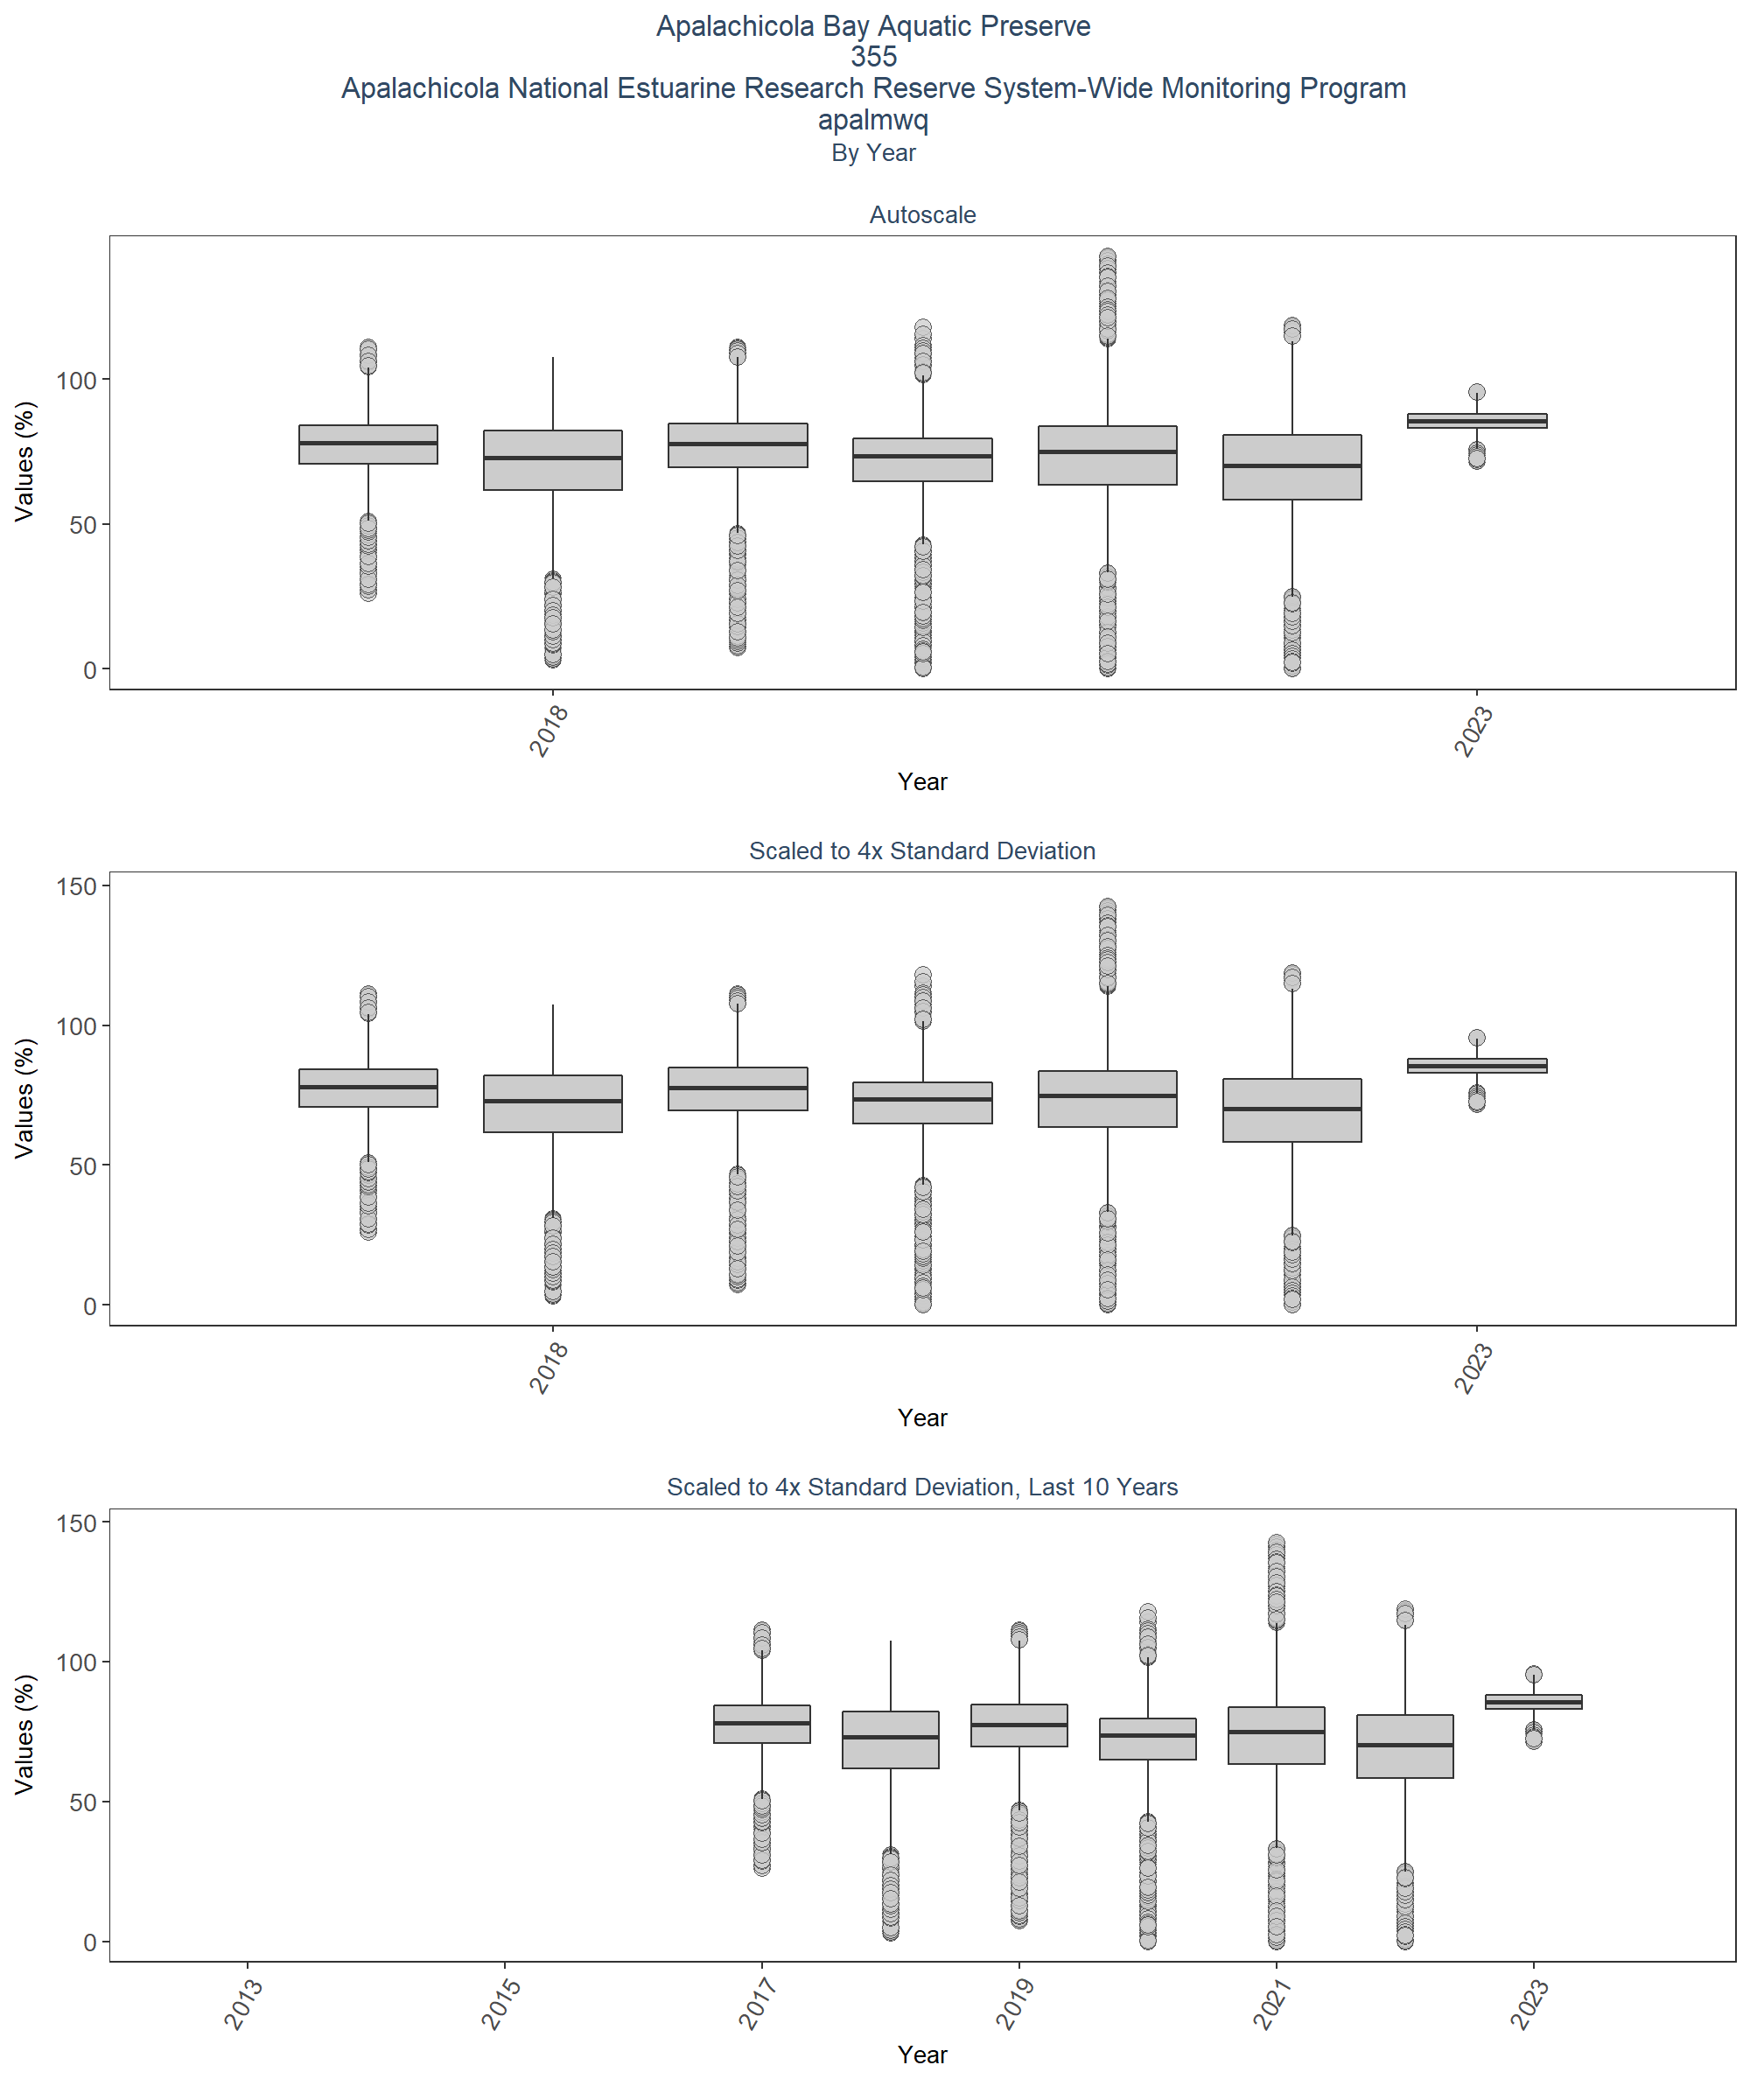 Apalachicola Bay Aquatic Preserve
355
Apalachicola National Estuarine Research Reserve System-Wide Monitoring Program
apalmwq
By Year
Autoscale
Values (%)
100
50
0
2018
2023
Year
Scaled to 4x Standard Deviation
Values (%)
150
100
50
0
2018
2023
Year
Scaled to 4x Standard Deviation, Last 10 Years
Values (%)
150
100
50
0
2013
2015
2017
2019
2021
2023
Year